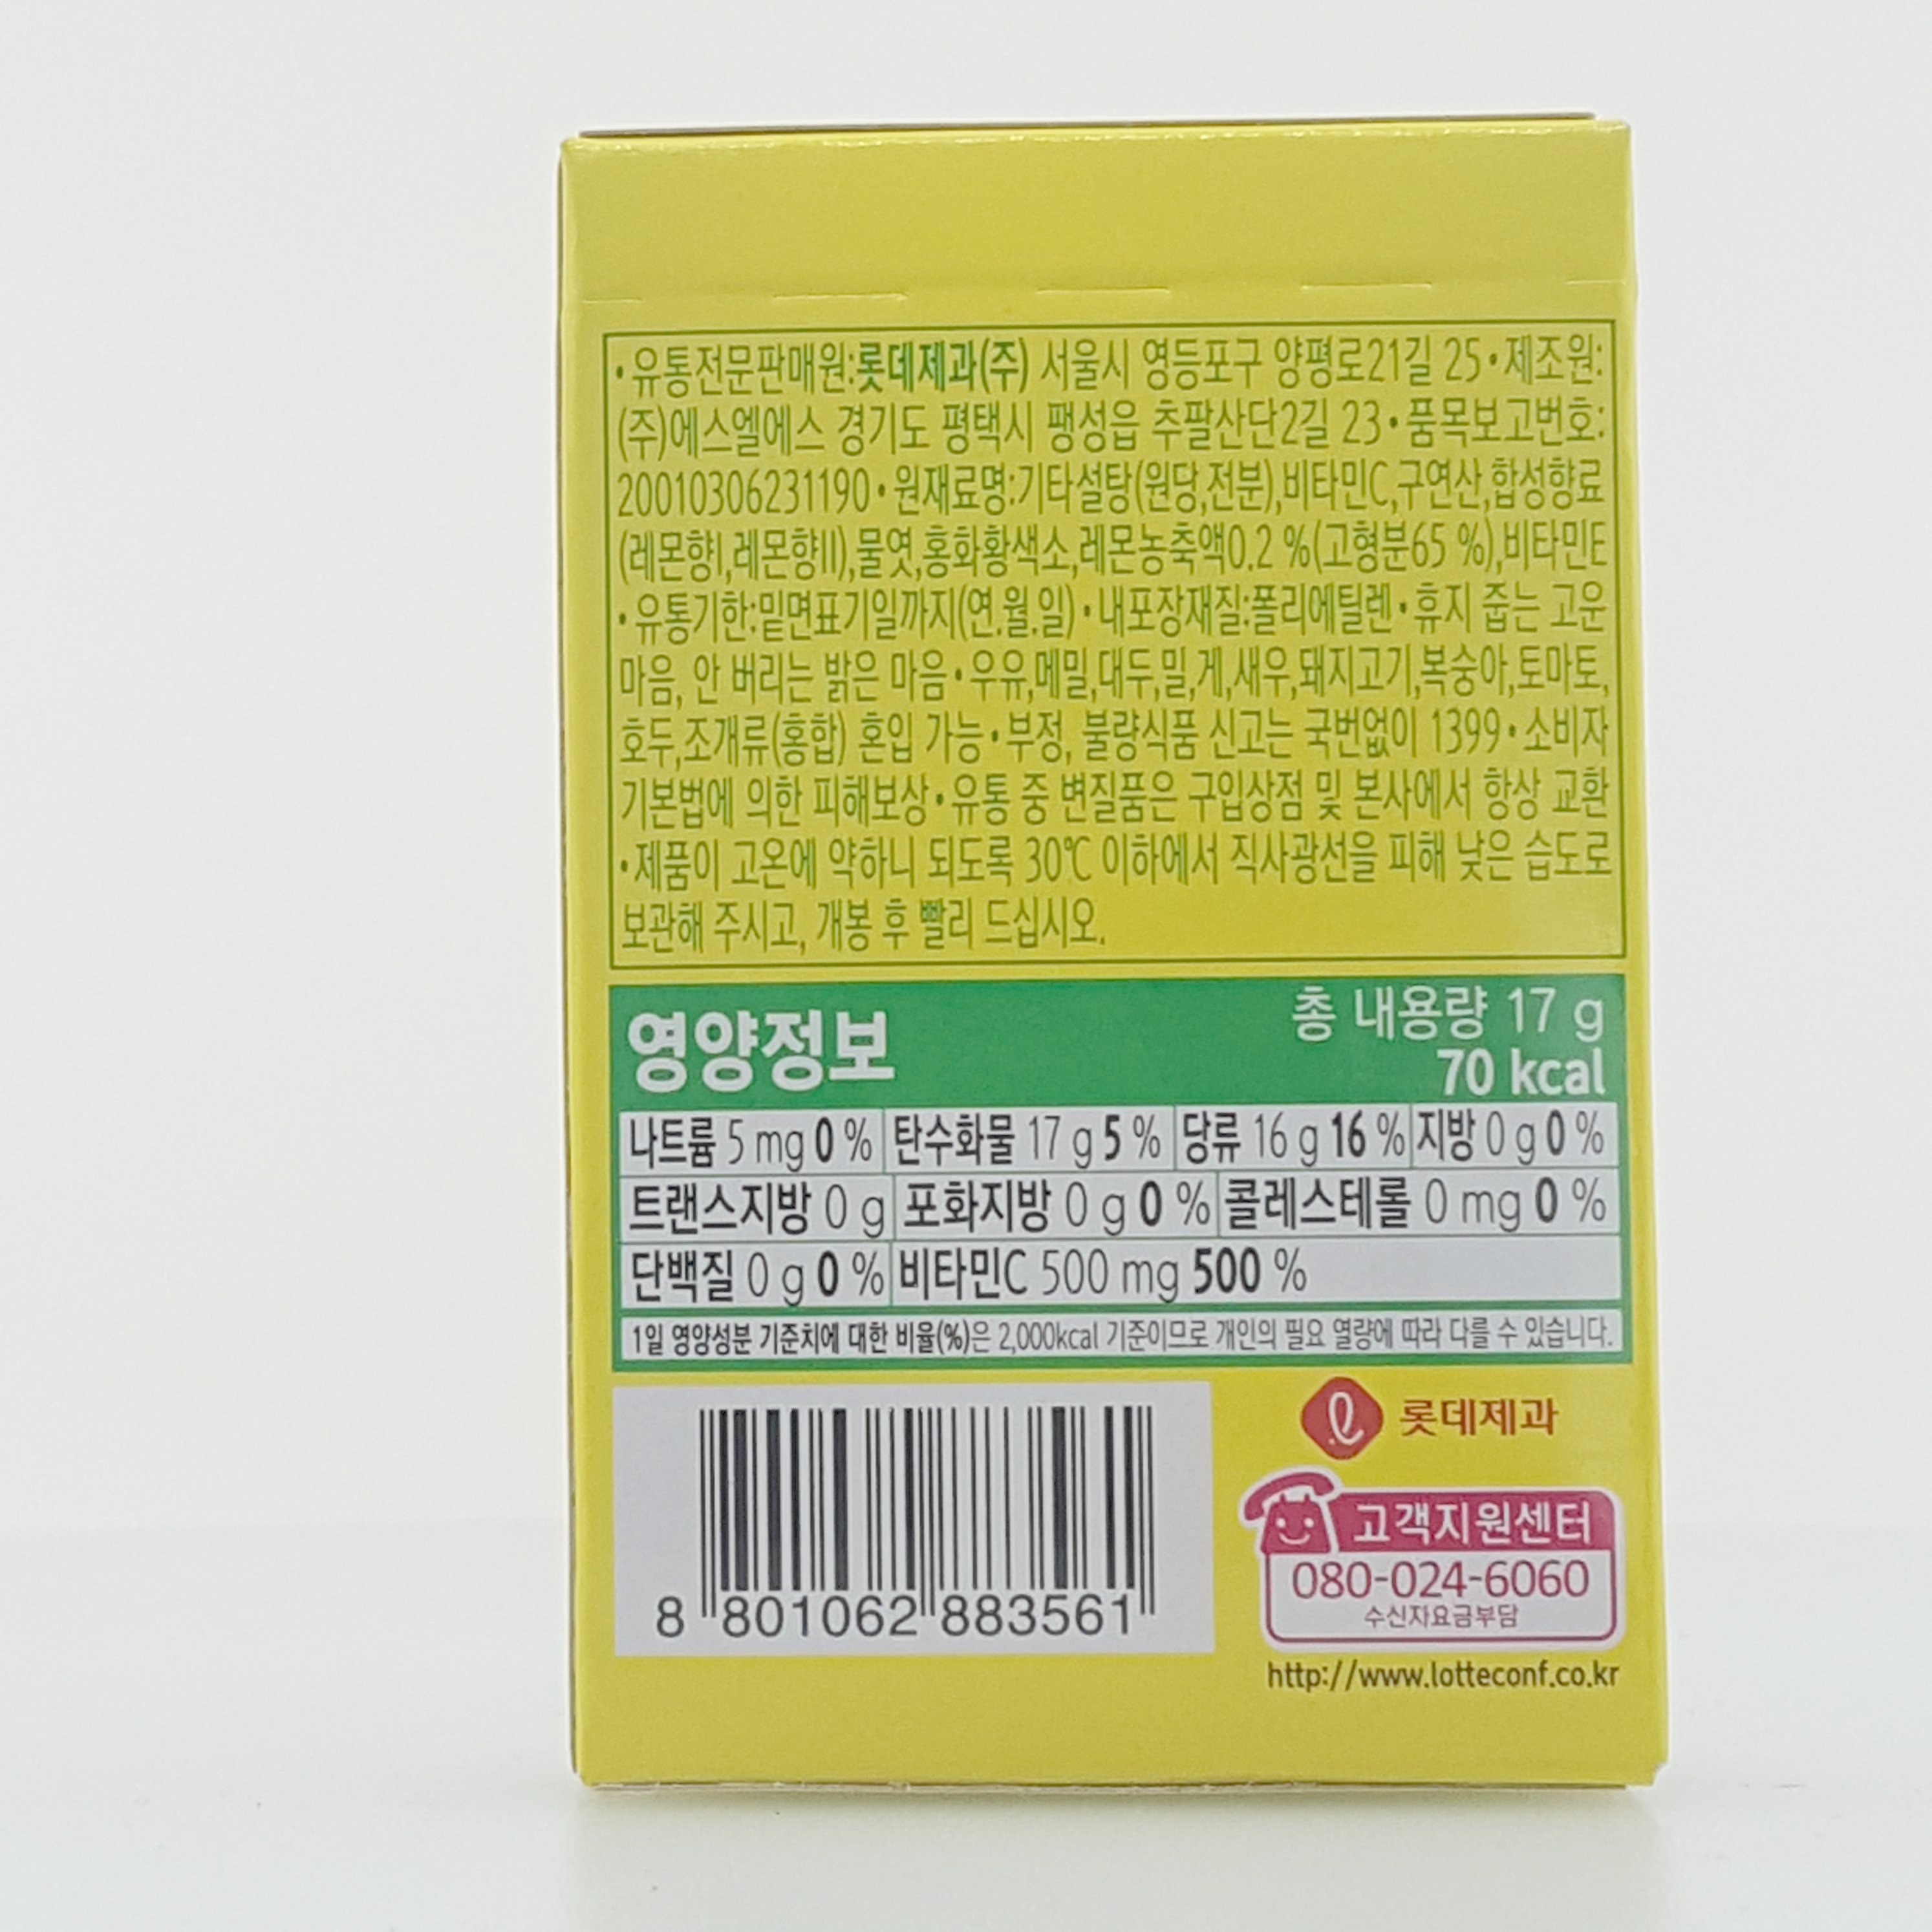 •유통전문판매원:롯데제과(주) 서울시 영등포구 양평로21길 25•제조원:
(주)에스엘에스 경기도 평택시 팽성읍 추팔산단2길 23•품목보고번호:
20010306231190•원재료명:기타설탕(원당,전분),비타민C,구연산,합성향료
(레몬향I,레몬향II),물엿,홍화황색소,레몬농축액0.2 %(고형분65 %),비타민E
•유통기한:밑면표기일까지(연.월.일)•내포장재질:폴리에틸렌•휴지 줍는 고운
마음, 안 버리는 밝은 마음•우유,메밀,대두,밀,게,새우,돼지고기,복숭아,토마토,
호두,조개류(홍합) 혼입 가능•부정, 불량식품 신고는 국번없이 1399•소비자
기본법에 의한 피해보상•유통 중 변질품은 구입상점 및 본사에서 항상 교환
•제품이 고온에 약하니 되도록 30℃ 이하에서 직사광선을 피해 낮은 습도로
보관해 주시고, 개봉 후 빨리 드십시오.
영양정보
총 내용량 17 g
70 kcal
나트륨 5 mg 0 % 탄수화물 17 g 5 % 당류 16 g 16 % 지방 0 g 0 %
트랜스지방 0 g 포화지방 0 g 0 % 콜레스테롤 0 mg 0 %
단백질 0 g 0 % 비타민C 500 mg 500 %
1일 영양성분 기준치에 대한 비율(%)은 2,000kcal 기준이므로 개인의 필요 열량에 따라 다를 수 있습니다.
롯데제과
고객지원센터
080-024-6060
수신자요금부담
8 801062 883561
http://www.lotteconf.co.kr